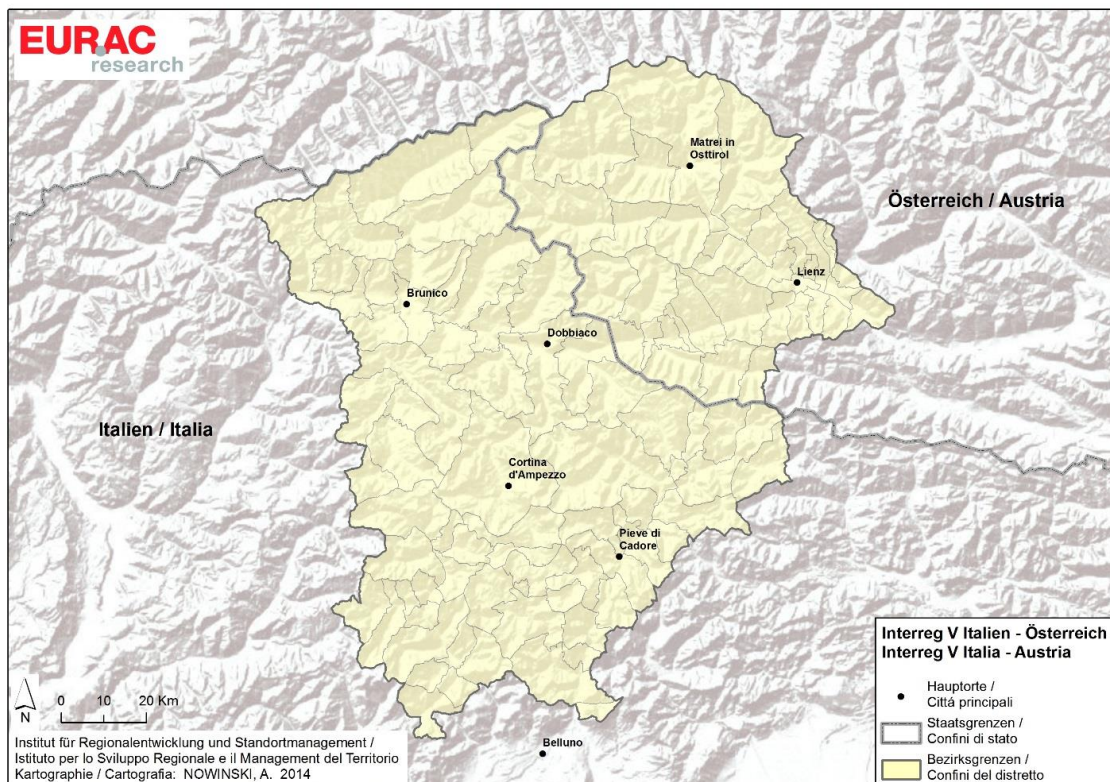 EURAC
research
Matrei in
Osttirol
Österreich / Austria
Lienz
Brunico
Dobbiaco
Italien / Italia
Cortina
d'Ampezzo
Pieve di
Cadore
Interreg V Italien - Österreich
Interreg V Italia - Austria
Hauptorte /
Cittá principali
Staatsgrenzen /
Confini di stato
Bezirksgrenzen /
Confini del distretto
0 10 20 Km
N
Institut für Regionalentwicklung und Standortmanagement /
Istituto per lo Sviluppo Regionale e il Management del Territorio
Kartographie / Cartografia: NOWINSKI, A. 2014
Belluno